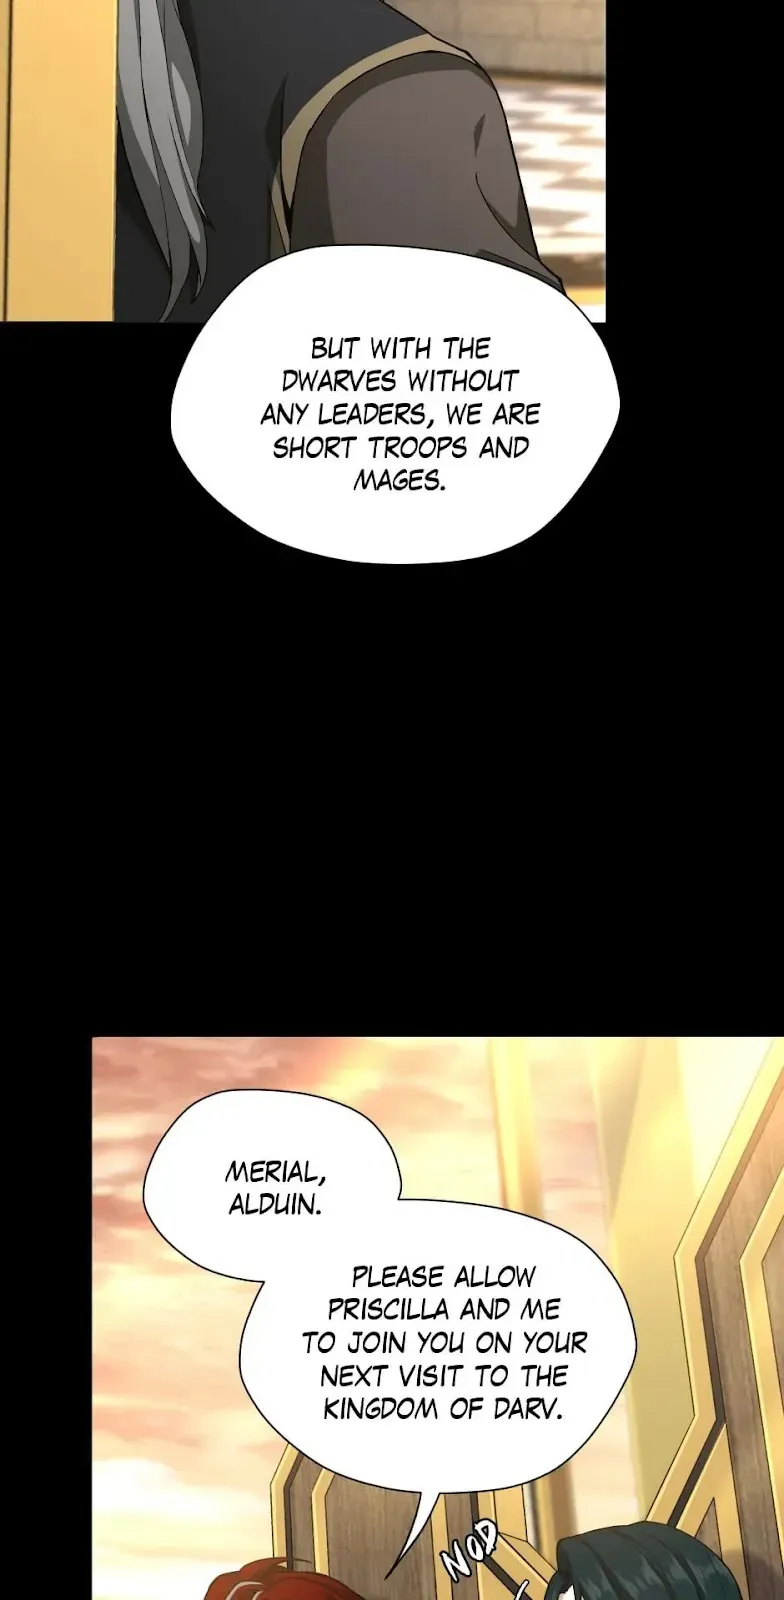 BUT WITH THE
DWARVES WITHOUT
ANY LEADERS, WE ARE
SHORT TROOPS AND
MAGES.
MERIAL,
ALDUIN.
PLEASE ALLOW
PRISCILLA AND ME
TO JOIN YOU ON YOUR
NEXT VISIT TO THE
KINGDOM OF DARV.
NOD